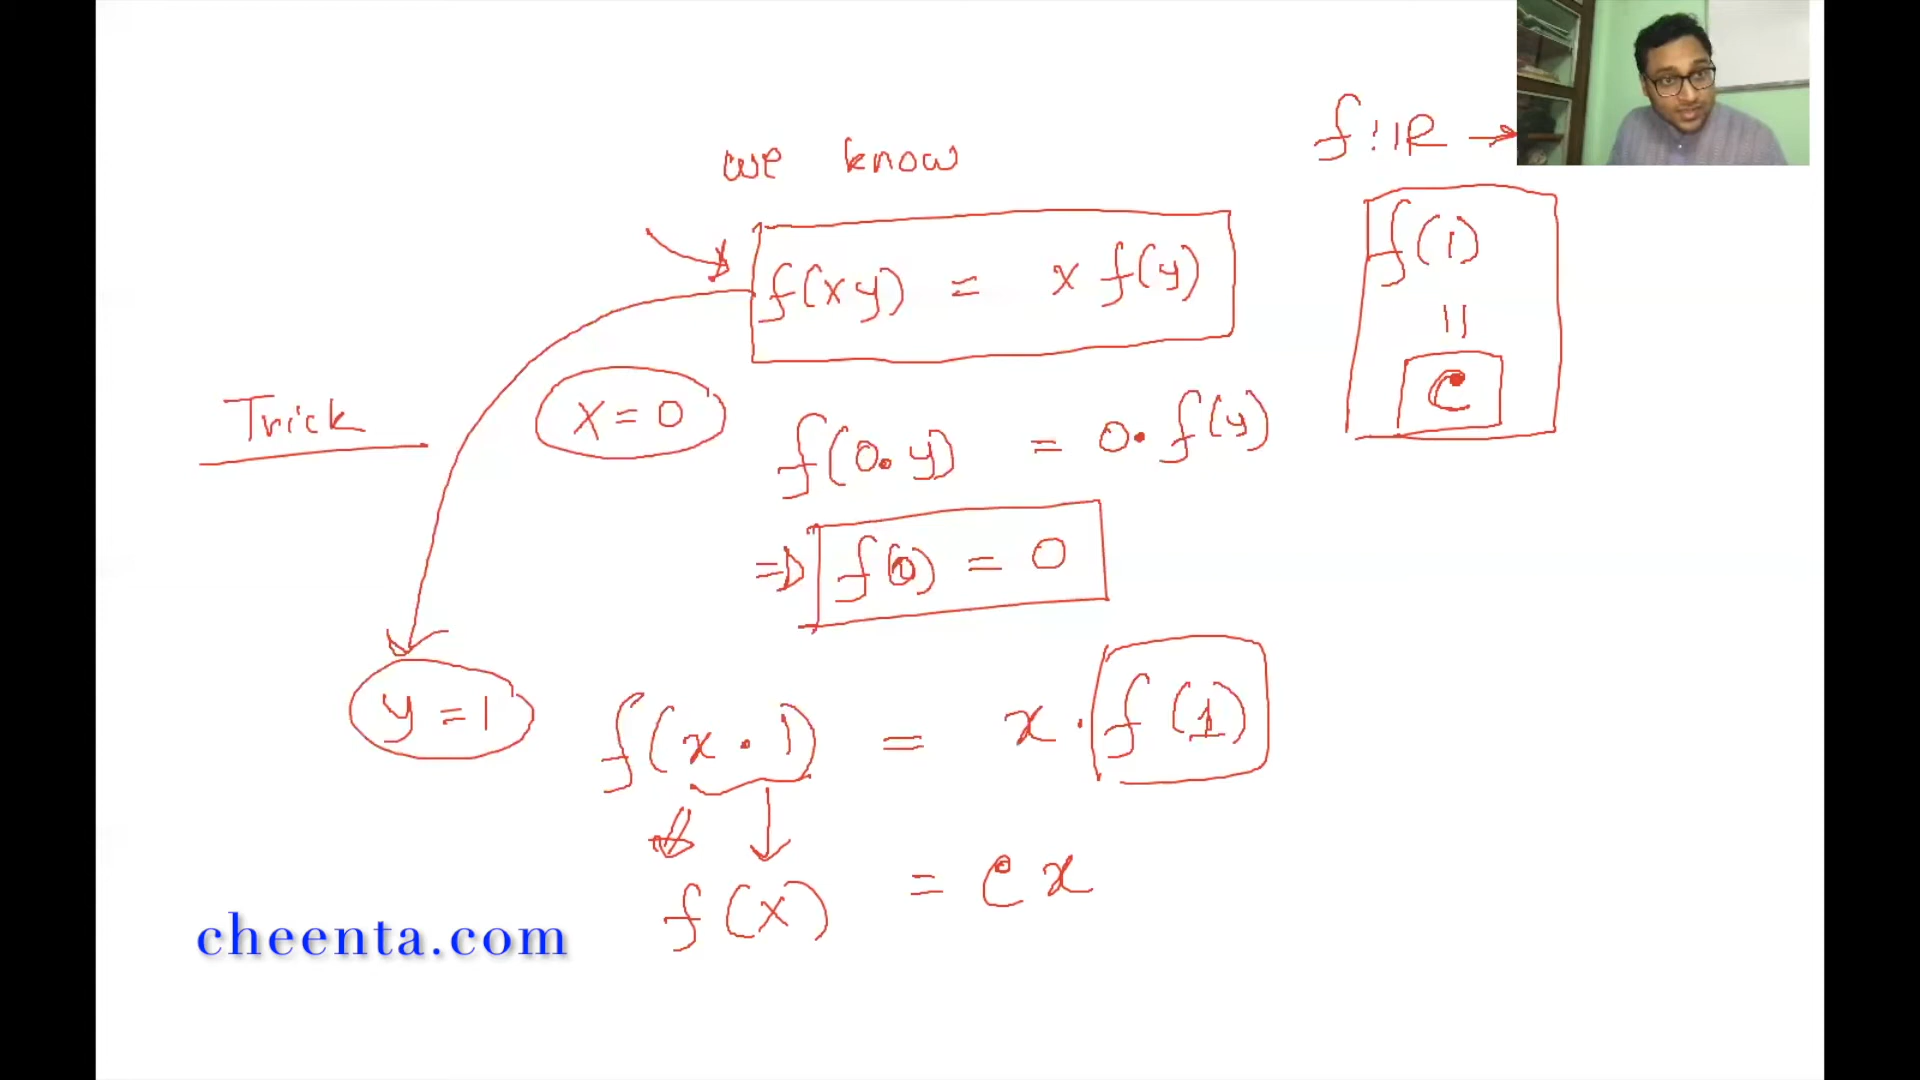 we know
f : ℝ →
f(xy) = x f(y)
f(1)
||
C
Trick
x = 0
f(0·y) = 0·f(y)
=> f(0) = 0
y = 1
f(x·1) = x·f(1)
f(x) = cx
cheenta.com